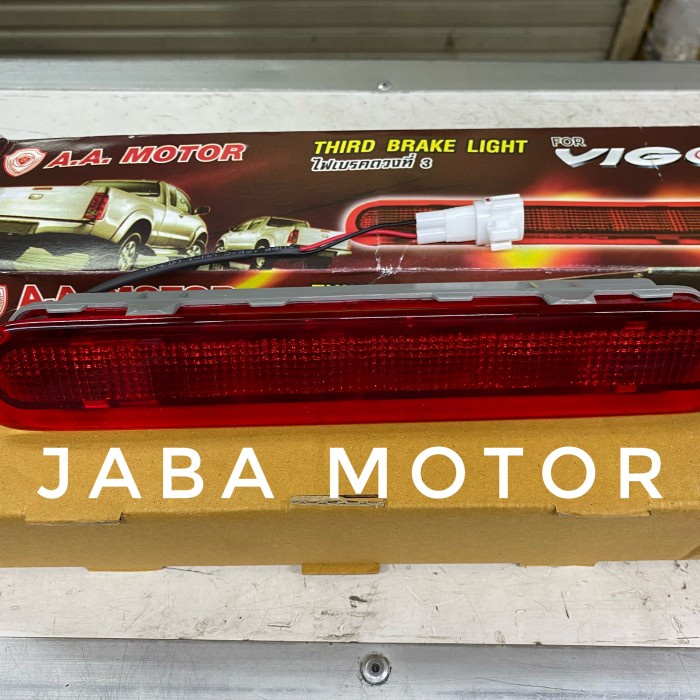 A.A. MOTOR
THIRD BRAKE LIGHT
ไฟเบรคดวงที่ 3
FOR
VIGO
A.A. MOTOR
JABA MOTOR